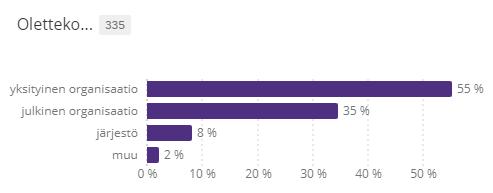 Oletteko... 335
yksityinen organisaatio 55 %
julkinen organisaatio 35 %
järjestö 8 %
muu 2 %
0 % 10 % 20 % 30 % 40 % 50 %